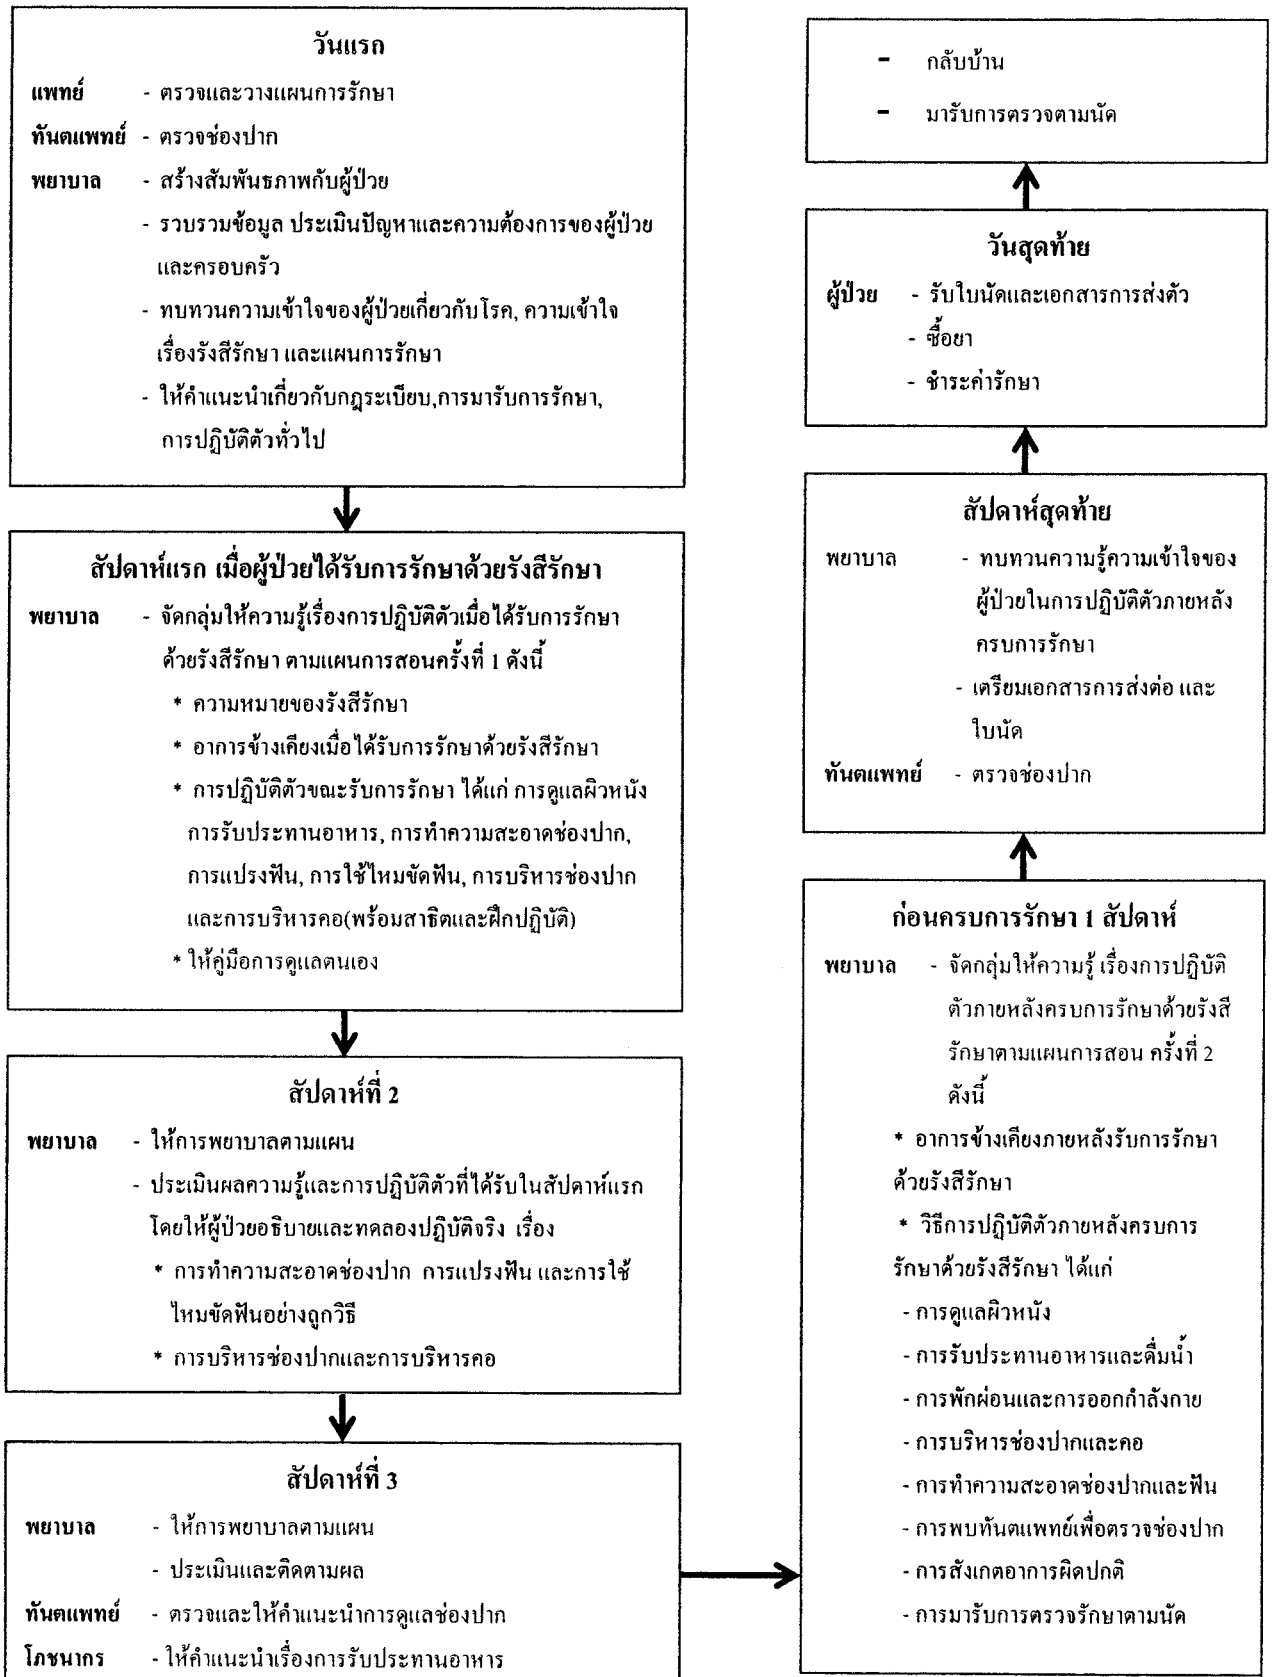 วันแรก
แพทย์ - ตรวจและวางแผนการรักษา
ทันตแพทย์ - ตรวจช่องปาก
พยาบาล - สร้างสัมพันธภาพกับผู้ป่วย
- รวบรวมข้อมูล ประเมินปัญหาและความต้องการของผู้ป่วย
และครอบครัว
- ทบทวนความเข้าใจของผู้ป่วยเกี่ยวกับโรค, ความเข้าใจ
เรื่องรังสีรักษา และแผนการรักษา
- ให้คำแนะนำเกี่ยวกับกฎระเบียบ,การมารับการรักษา,
การปฏิบัติตัวทั่วไป
สัปดาห์แรก เมื่อผู้ป่วยได้รับการรักษาด้วยรังสีรักษา
พยาบาล - จัดกลุ่มให้ความรู้เรื่องการปฏิบัติตัวเมื่อได้รับการรักษา
ด้วยรังสีรักษา ตามแผนการสอนครั้งที่ 1 ดังนี้
* ความหมายของรังสีรักษา
* อาการข้างเคียงเมื่อได้รับการรักษาด้วยรังสีรักษา
* การปฏิบัติตัวขณะรับการรักษา ได้แก่ การดูแลผิวหนัง
การรับประทานอาหาร, การทำความสะอาดช่องปาก,
การแปรงฟัน, การใช้ไหมขัดฟัน, การบริหารช่องปาก
และการบริหารคอ(พร้อมสาธิตและฝึกปฏิบัติ)
* ให้คู่มือการดูแลตนเอง
สัปดาห์ที่ 2
พยาบาล - ให้การพยาบาลตามแผน
- ประเมินผลความรู้และการปฏิบัติตัวที่ได้รับในสัปดาห์แรก
โดยให้ผู้ป่วยอธิบายและทดลองปฏิบัติจริง เรื่อง
* การทำความสะอาดช่องปาก การแปรงฟัน และการใช้
ไหมขัดฟันอย่างถูกวิธี
* การบริหารช่องปากและการบริหารคอ
สัปดาห์ที่ 3
พยาบาล - ให้การพยาบาลตามแผน
- ประเมินและติดตามผล
ทันตแพทย์ - ตรวจและให้คำแนะนำการดูแลช่องปาก
โภชนากร - ให้คำแนะนำเรื่องการรับประทานอาหาร
ก่อนครบการรักษา 1 สัปดาห์
พยาบาล - จัดกลุ่มให้ความรู้ เรื่องการปฏิบัติ
ตัวภายหลังครบการรักษาด้วยรังสี
รักษาตามแผนการสอน ครั้งที่ 2
ดังนี้
* อาการข้างเคียงภายหลังรับการรักษา
ด้วยรังสีรักษา
* วิธีการปฏิบัติตัวภายหลังครบการ
รักษาด้วยรังสีรักษา ได้แก่
- การดูแลผิวหนัง
- การรับประทานอาหารและดื่มน้ำ
- การพักผ่อนและการออกกำลังกาย
- การบริหารช่องปากและคอ
- การทำความสะอาดช่องปากและฟัน
- การพบทันตแพทย์เพื่อตรวจช่องปาก
- การสังเกตอาการผิดปกติ
- การมารับการตรวจรักษาตามนัด
สัปดาห์สุดท้าย
พยาบาล - ทบทวนความรู้ความเข้าใจของ
ผู้ป่วยในการปฏิบัติตัวภายหลัง
ครบการรักษา
- เตรียมเอกสารการส่งต่อ และ
ใบนัด
ทันตแพทย์ - ตรวจช่องปาก
วันสุดท้าย
ผู้ป่วย - รับใบนัดและเอกสารการส่งตัว
- ซื้อยา
- ชำระค่ารักษา
- กลับบ้าน
- มารับการตรวจตามนัด